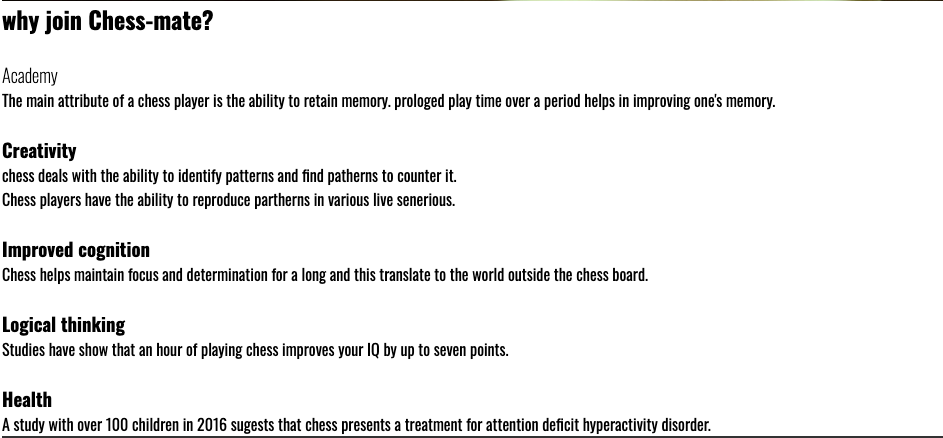 why join Chess-mate?
Academy
The main attribute of a chess player is the ability to retain memory. prologed play time over a period helps in improving one's memory.
Creativity
chess deals with the ability to identify patterns and find patherns to counter it.
Chess players have the ability to reproduce partherns in various live senerious.
Improved cognition
Chess helps maintain focus and determination for a long and this translate to the world outside the chess board.
Logical thinking
Studies have show that an hour of playing chess improves your IQ by up to seven points.
Health
A study with over 100 children in 2016 sugests that chess presents a treatment for attention deficit hyperactivity disorder.